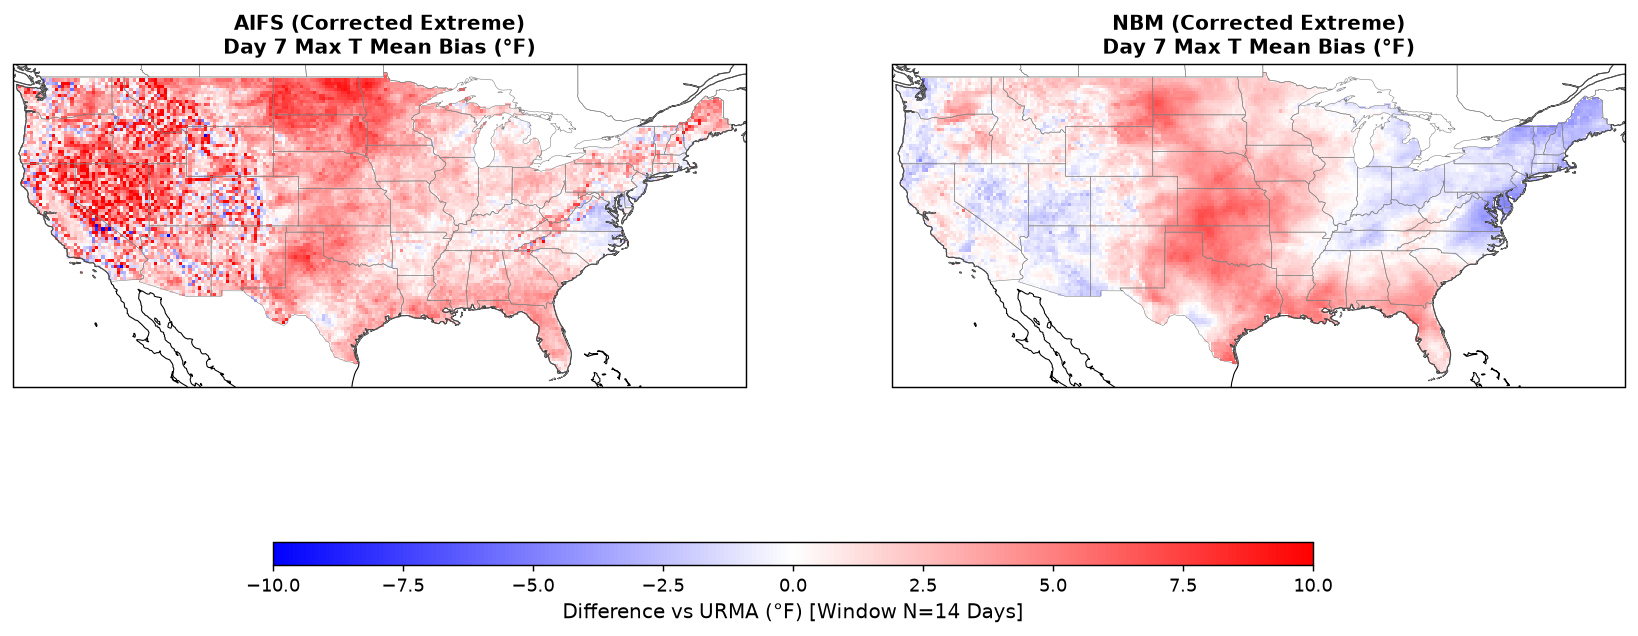 AIFS (Corrected Extreme)
Day 7 Max T Mean Bias (°F)
NBM (Corrected Extreme)
Day 7 Max T Mean Bias (°F)
−10.0 −7.5 −5.0 −2.5 0.0 2.5 5.0 7.5 10.0
Difference vs URMA (°F) [Window N=14 Days]